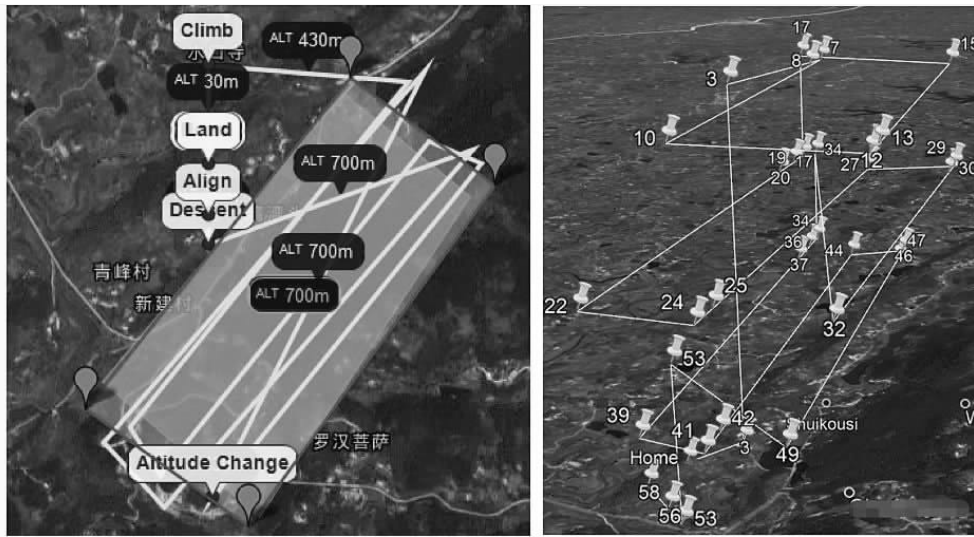 Climb
ALT 430m
ALT 30m
Land
ALT 700m
Align
Descent
ALT 700m
青峰村
ALT 700m
新建村
罗汉菩萨
Altitude Change
17
7
8
15
3
10
13
34
19
17
12
27
29
30
20
34
36
37
44
47
46
25
22
24
32
53
39
42
41
3
49
Home
58
56
53